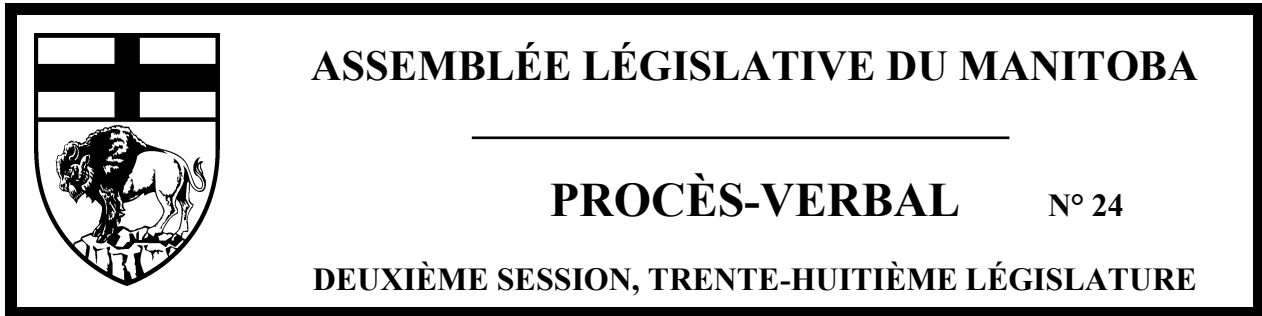 ASSEMBLÉE LÉGISLATIVE DU MANITOBA
PROCÈS-VERBAL N° 24
DEUXIÈME SESSION, TRENTE-HUITIÈME LÉGISLATURE